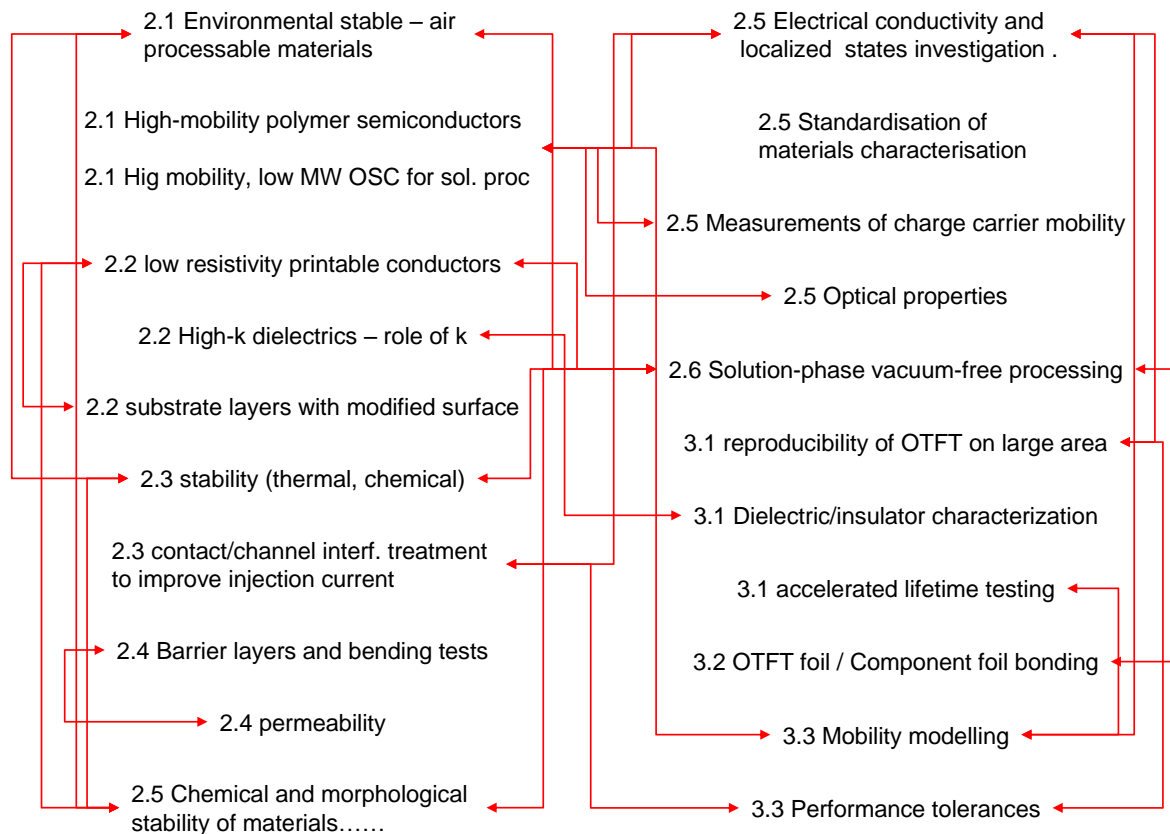 2.1 Environmental stable – air
processable materials
2.1 High-mobility polymer semiconductors
2.1 Hig mobility, low MW OSC for sol. proc
2.2 low resistivity printable conductors
2.2 High-k dielectrics – role of k
2.2 substrate layers with modified surface
2.3 stability (thermal, chemical)
2.3 contact/channel interf. treatment
to improve injection current
2.4 Barrier layers and bending tests
2.4 permeability
2.5 Chemical and morphological
stability of materials……
2.5 Electrical conductivity and
localized states investigation .
2.5 Standardisation of
materials characterisation
2.5 Measurements of charge carrier mobility
2.5 Optical properties
2.6 Solution-phase vacuum-free processing
3.1 reproducibility of OTFT on large area
3.1 Dielectric/insulator characterization
3.1 accelerated lifetime testing
3.2 OTFT foil / Component foil bonding
3.3 Mobility modelling
3.3 Performance tolerances